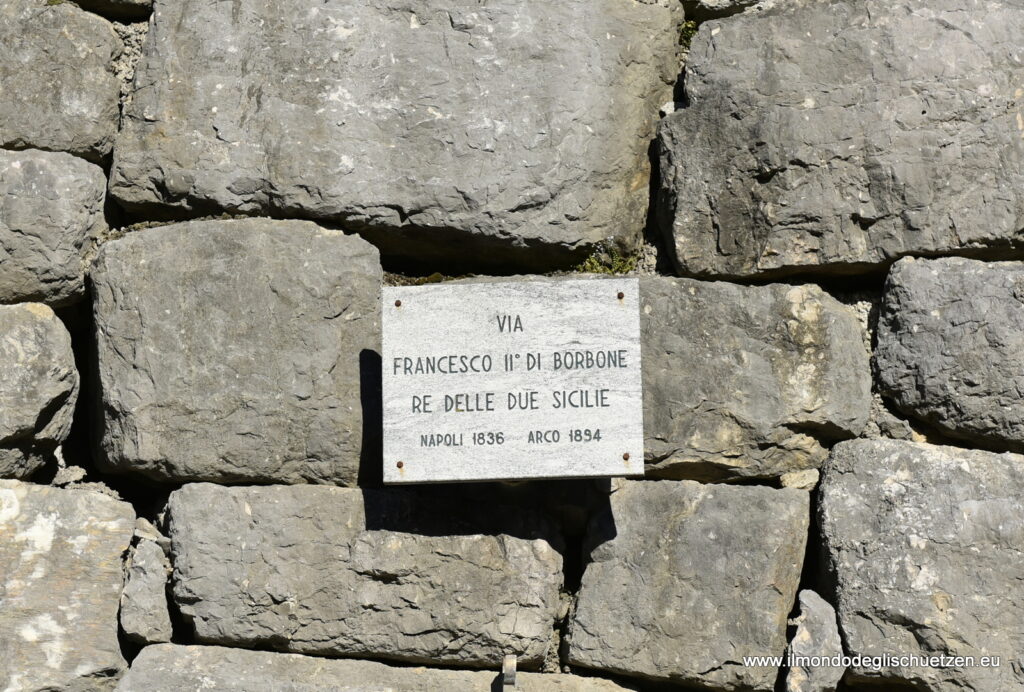 VIA
FRANCESCO II° DI BORBONE
RE DELLE DUE SICILIE
NAPOLI 1836 ARCO 1894
www.ilmondodeglischuetzen.eu